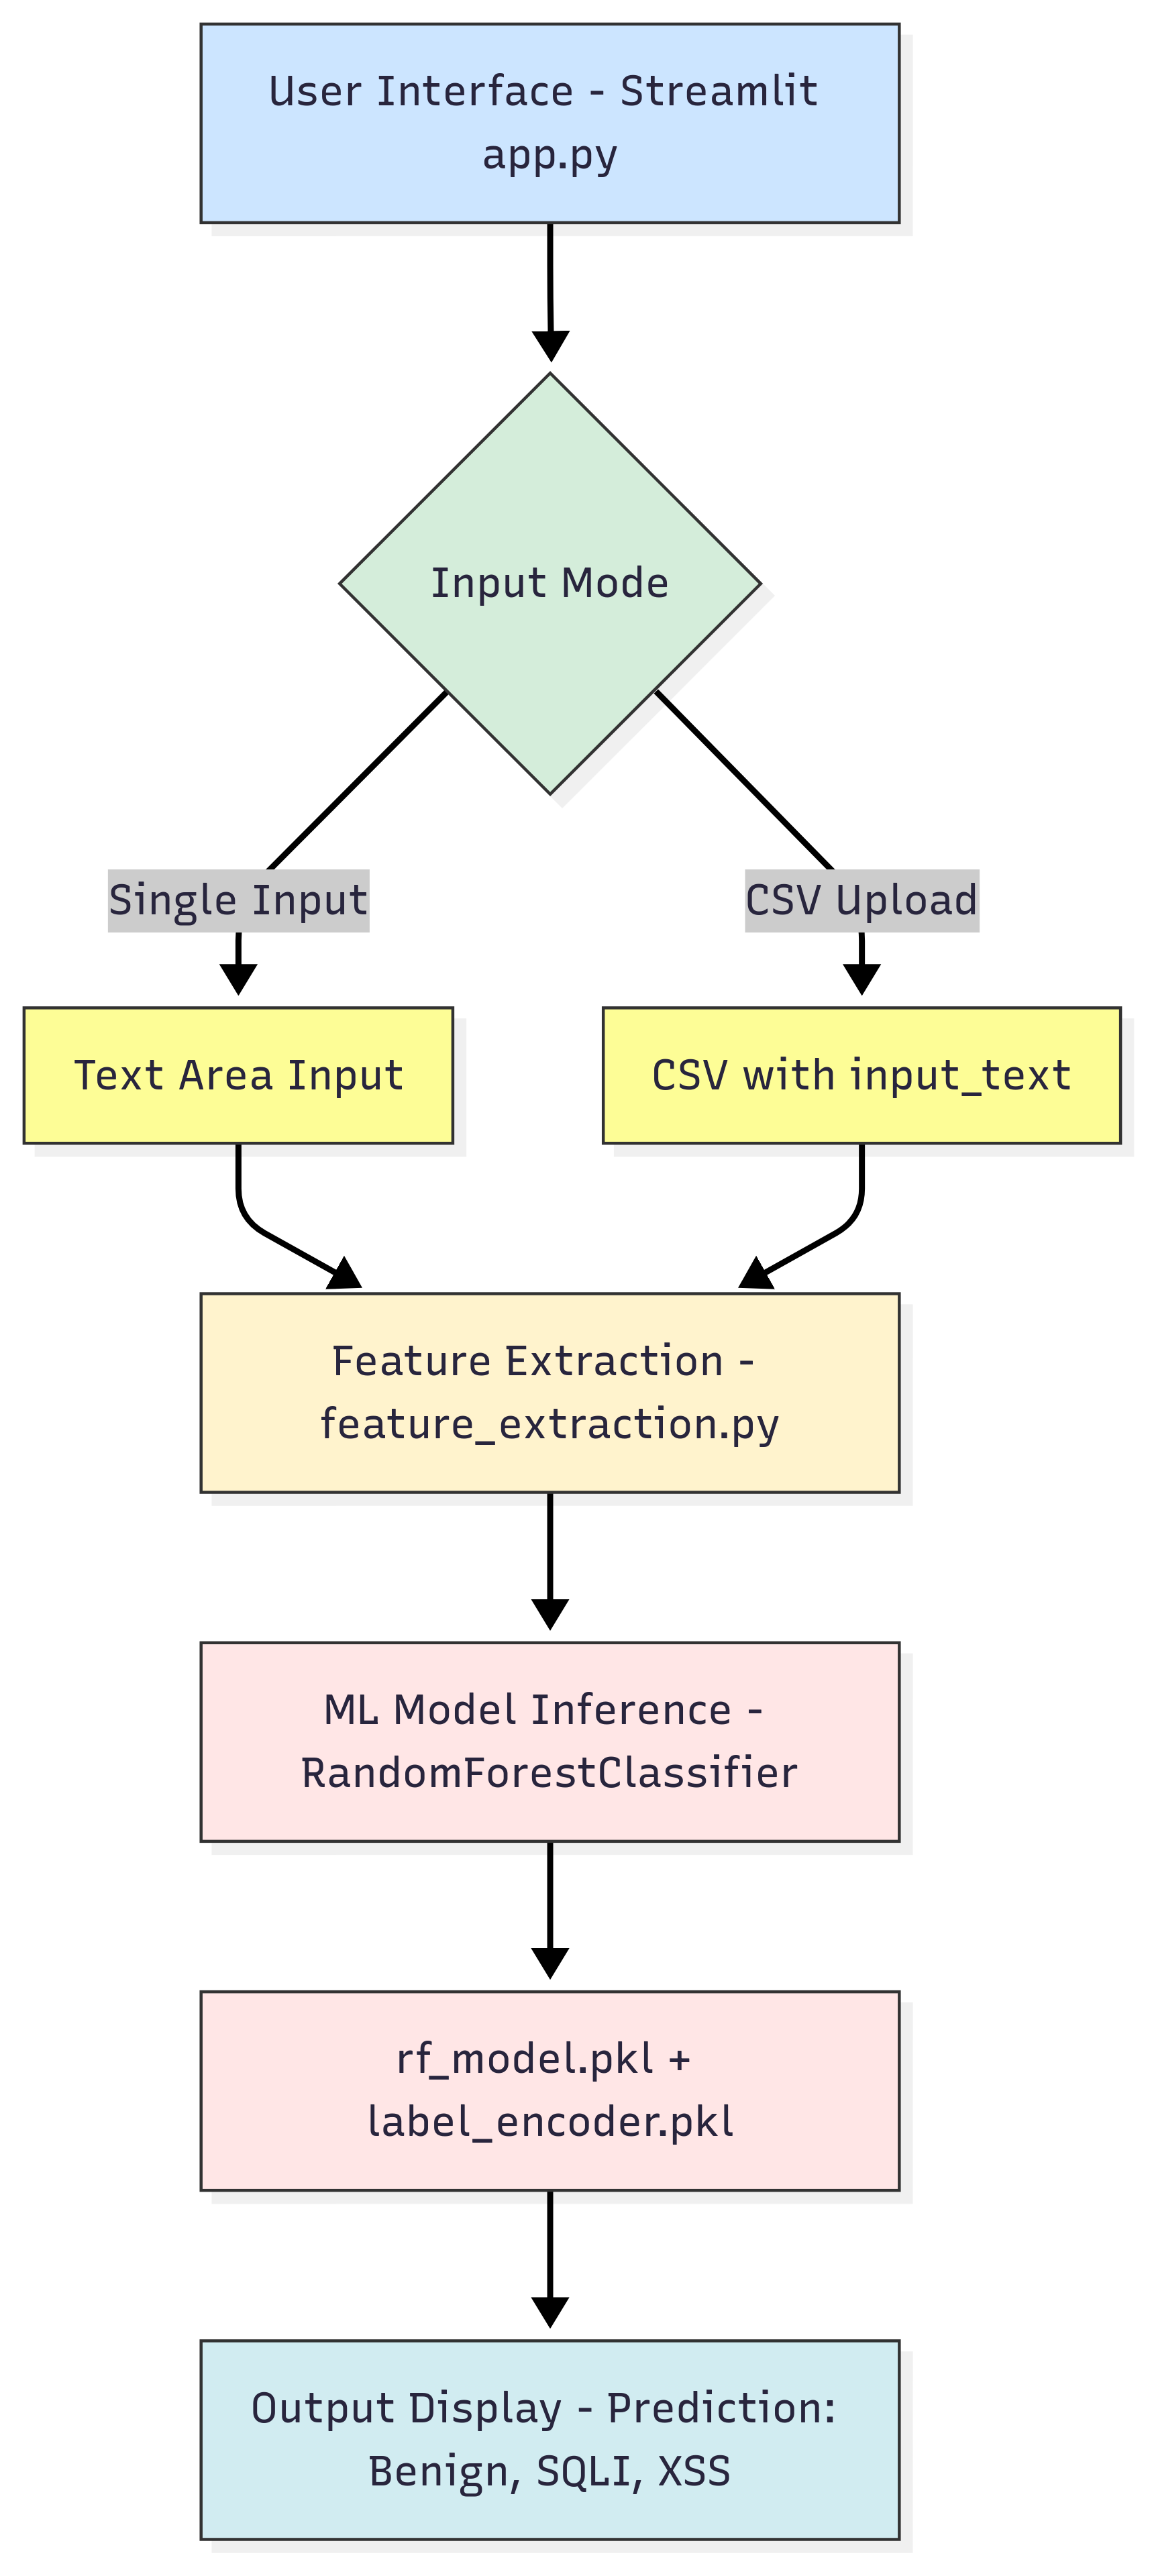 User Interface - Streamlit
app.py
Input Mode
Single Input
CSV Upload
Text Area Input
CSV with input_text
Feature Extraction -
feature_extraction.py
ML Model Inference -
RandomForestClassifier
rf_model.pkl +
label_encoder.pkl
Output Display - Prediction:
Benign, SQLI, XSS